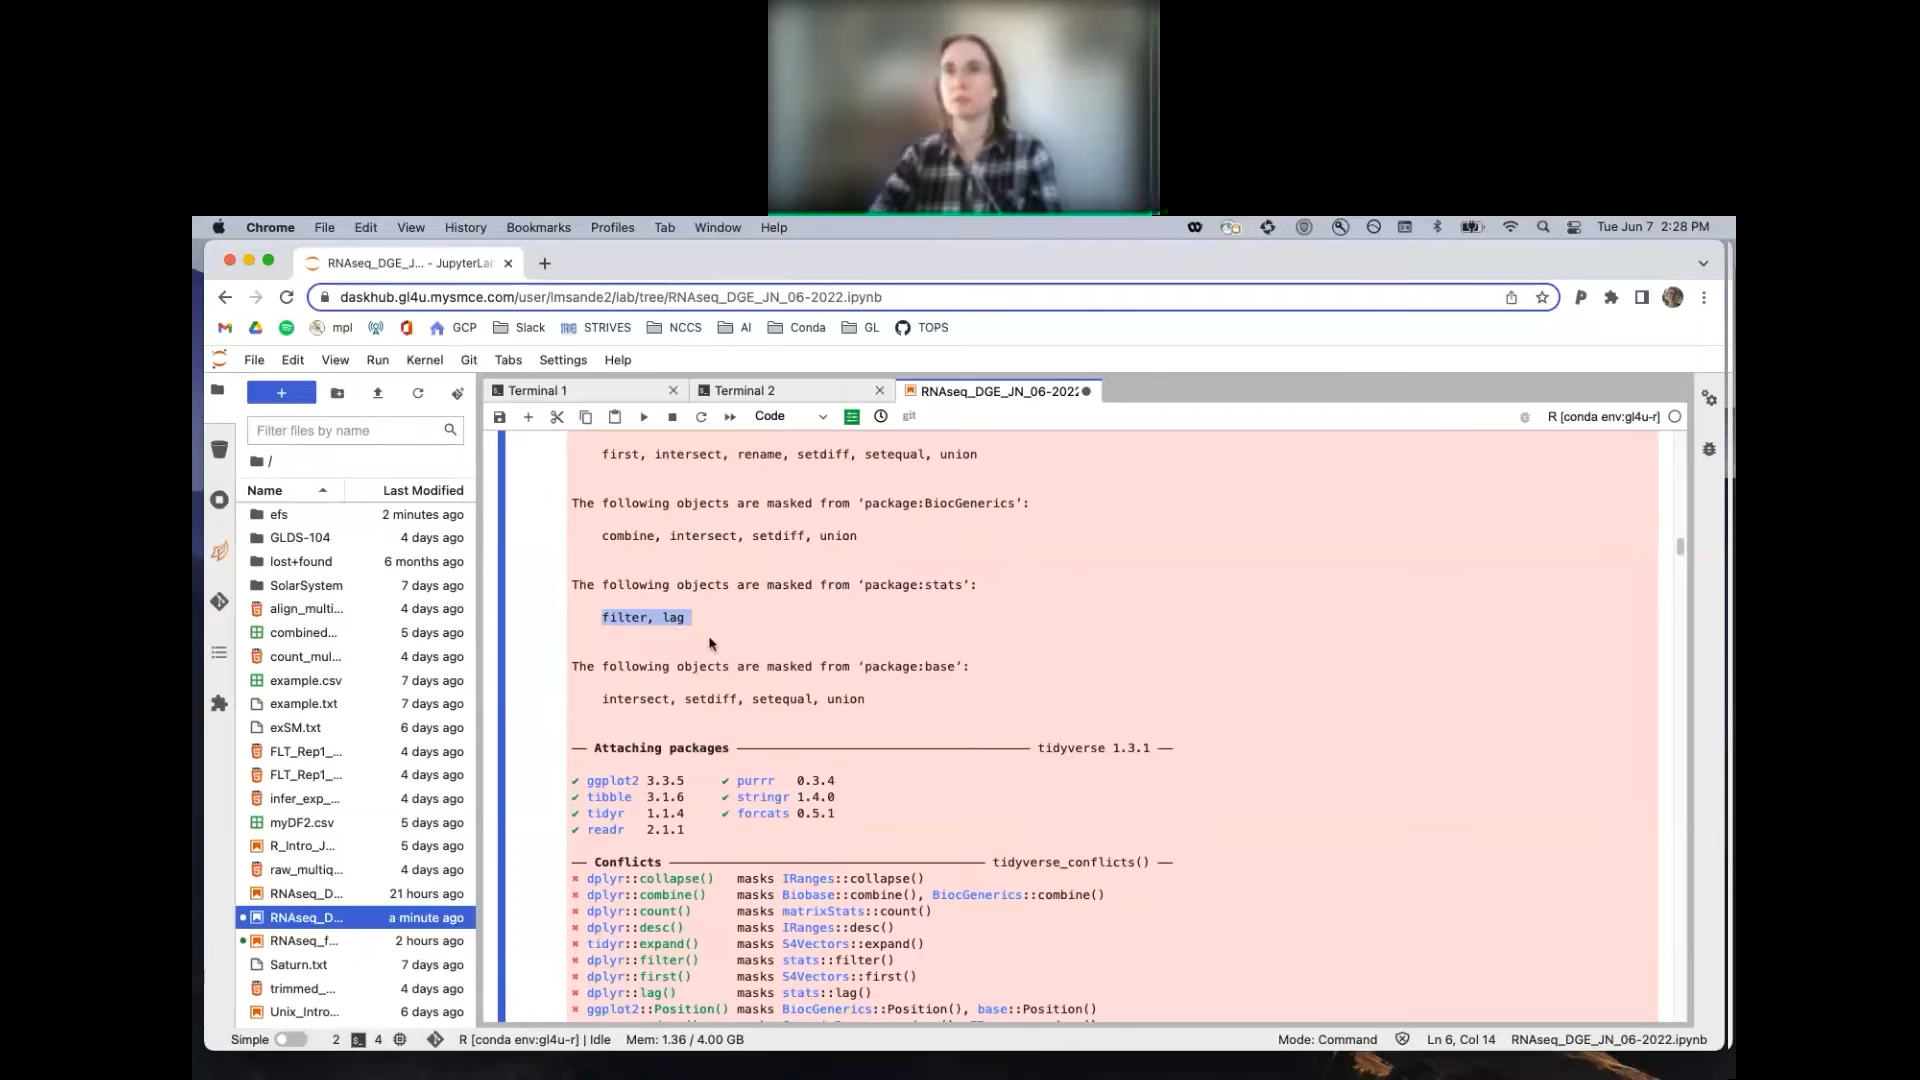 Chrome File Edit View History Bookmarks Profiles Tab Window Help Tue Jun 7 2:28 PM
RNAseq_DGE_J... - JupyterLa
daskhub.gl4u.mysmce.com/user/lmsande2/lab/tree/RNAseq_DGE_JN_06-2022.ipynb
mpl GCP Slack STRIVES NCCS AI Conda GL TOPS
File Edit View Run Kernel Git Tabs Settings Help
Terminal 1 Terminal 2 RNAseq_DGE_JN_06-2022
Code git R [conda env:gl4u-r]
Filter files by name
/
Name Last Modified
efs 2 minutes ago
GLDS-104 4 days ago
lost+found 6 months ago
SolarSystem 7 days ago
align_multi... 4 days ago
combined... 5 days ago
count_mul... 4 days ago
example.csv 7 days ago
example.txt 7 days ago
exSM.txt 6 days ago
FLT_Rep1_... 4 days ago
FLT_Rep1_... 4 days ago
infer_exp_... 4 days ago
myDF2.csv 5 days ago
R_Intro_J... 5 days ago
raw_multiq... 4 days ago
RNAseq_D... 21 hours ago
RNAseq_D... a minute ago
RNAseq_f... 2 hours ago
Saturn.txt 7 days ago
trimmed_... 4 days ago
Unix_Intro... 6 days ago
first, intersect, rename, setdiff, setequal, union
The following objects are masked from ‘package:BiocGenerics’:
combine, intersect, setdiff, union
The following objects are masked from ‘package:stats’:
filter, lag
The following objects are masked from ‘package:base’:
intersect, setdiff, setequal, union
── Attaching packages ── tidyverse 1.3.1 ──
✔ ggplot2 3.3.5 ✔ purrr 0.3.4
✔ tibble 3.1.6 ✔ stringr 1.4.0
✔ tidyr 1.1.4 ✔ forcats 0.5.1
✔ readr 2.1.1
── Conflicts ── tidyverse_conflicts() ──
✖ dplyr::collapse() masks IRanges::collapse()
✖ dplyr::combine() masks Biobase::combine(), BiocGenerics::combine()
✖ dplyr::count() masks matrixStats::count()
✖ dplyr::desc() masks IRanges::desc()
✖ tidyr::expand() masks S4Vectors::expand()
✖ dplyr::filter() masks stats::filter()
✖ dplyr::first() masks S4Vectors::first()
✖ dplyr::lag() masks stats::lag()
✖ ggplot2::Position() masks BiocGenerics::Position(), base::Position()
Simple 2 4 R [conda env:gl4u-r] | Idle Mem: 1.36 / 4.00 GB Mode: Command Ln 6, Col 14 RNAseq_DGE_JN_06-2022.ipynb